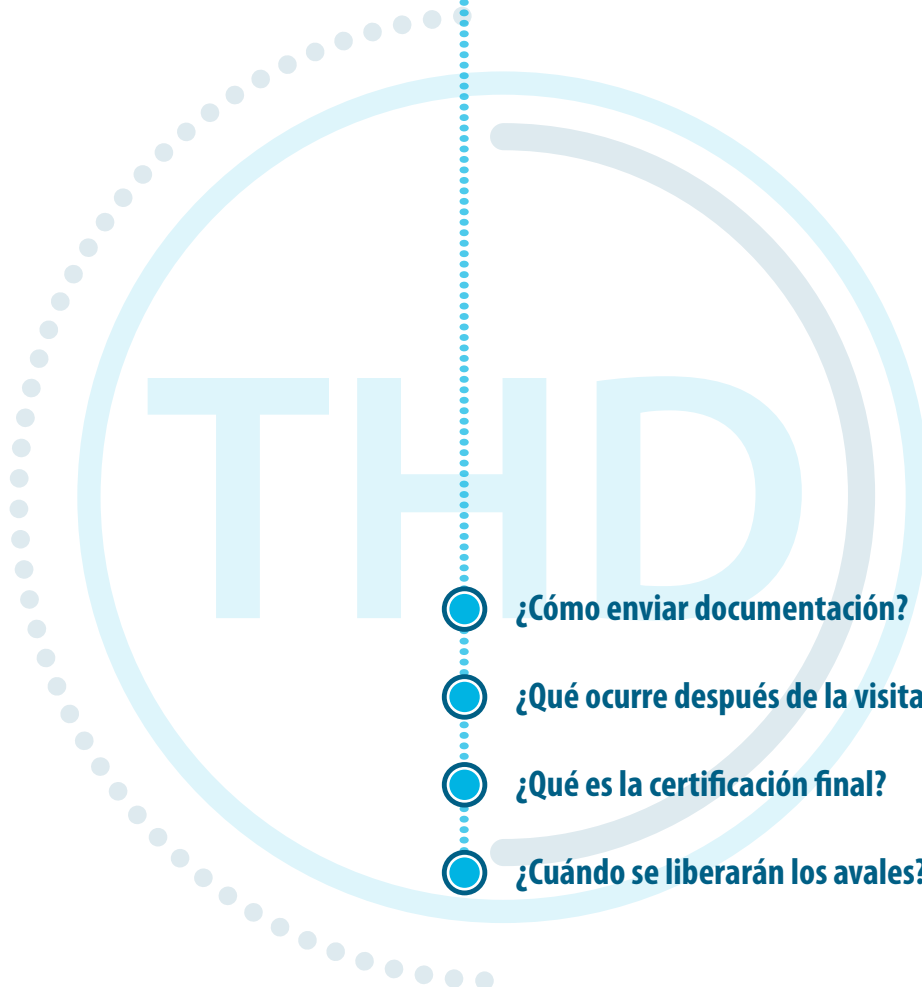 THD
¿Cómo enviar documentación?
¿Qué ocurre después de la visita
¿Qué es la certificación final?
¿Cuándo se liberarán los avales?